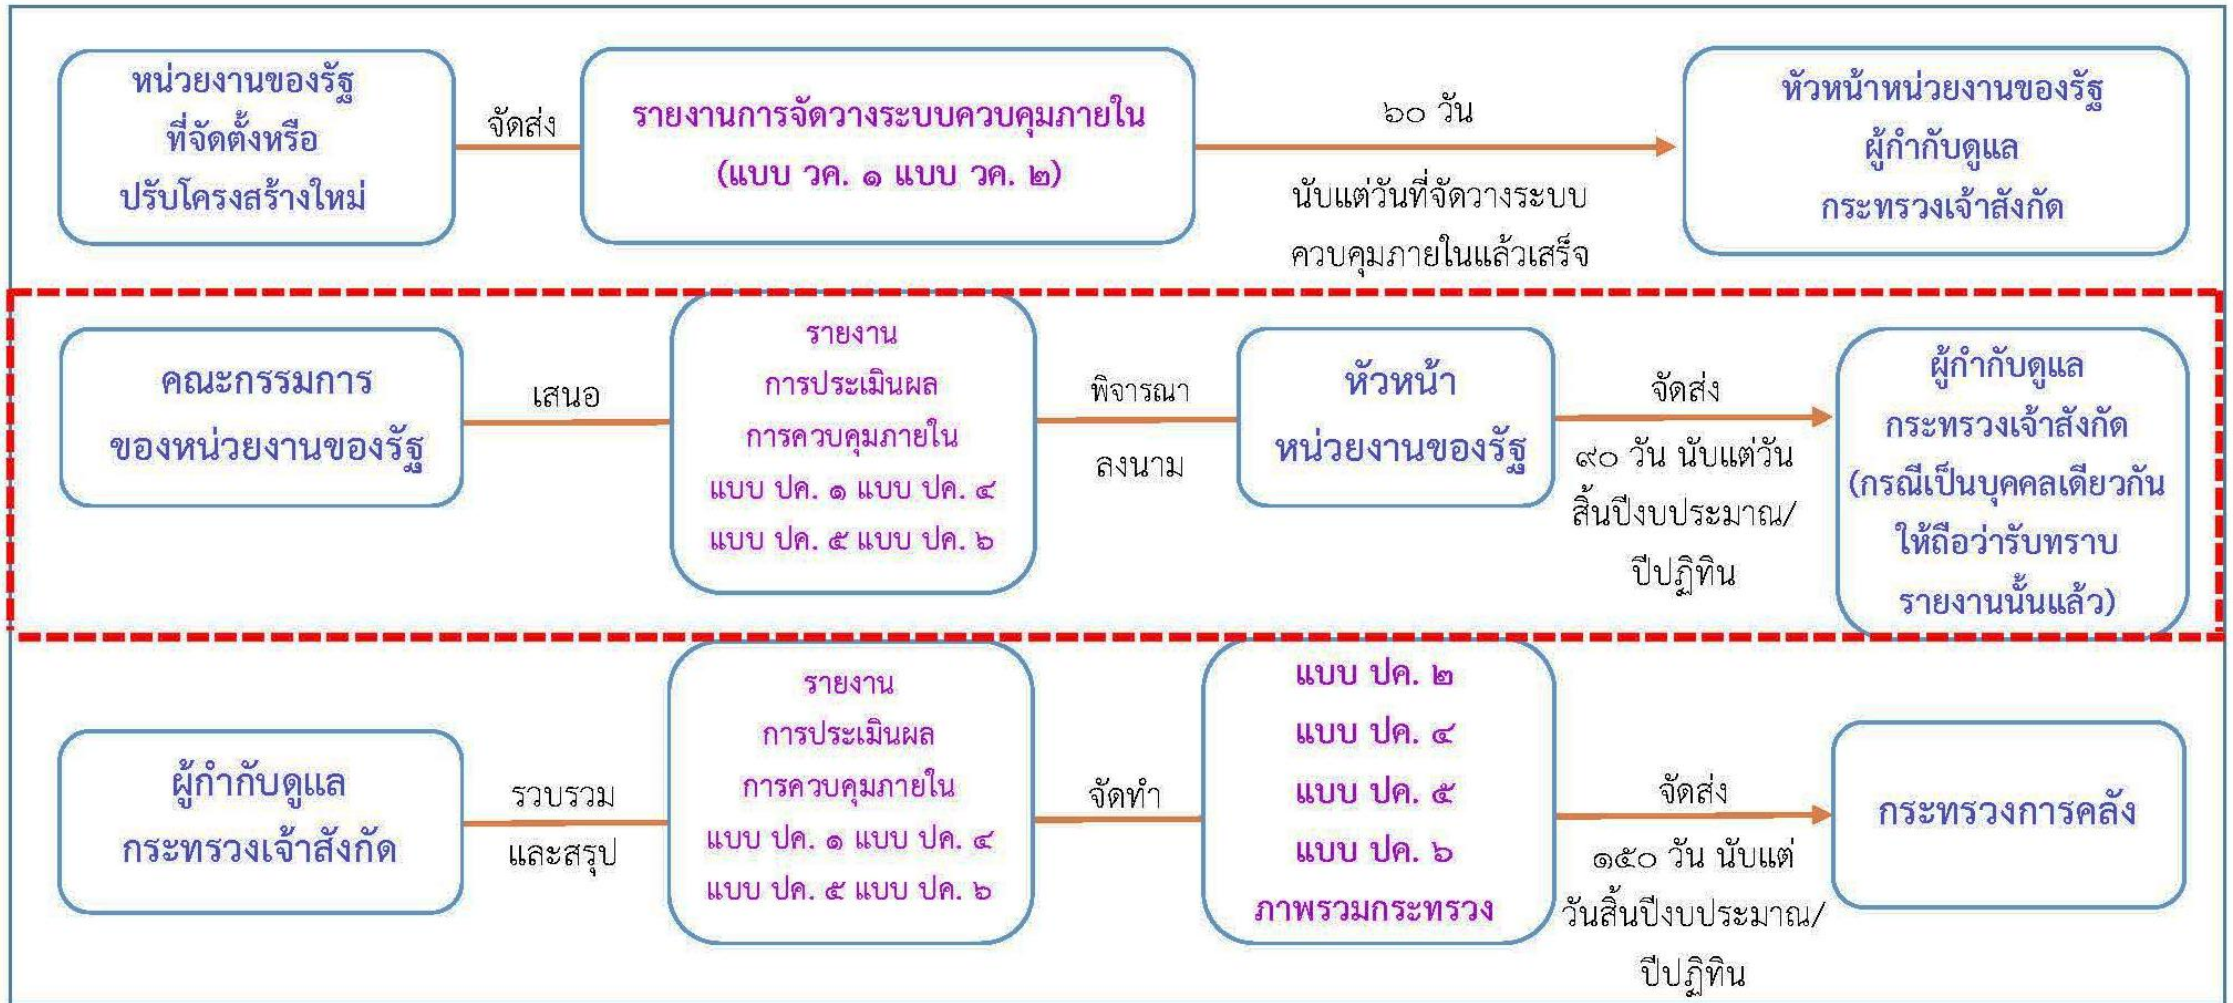 หน่วยงานของรัฐ
ที่จัดตั้งหรือ
ปรับโครงสร้างใหม่
จัดส่ง
รายงานการจัดวางระบบควบคุมภายใน
(แบบ วค. ๑ แบบ วค. ๒)
๖๐ วัน
นับแต่วันที่จัดวางระบบ
ควบคุมภายในแล้วเสร็จ
หัวหน้าหน่วยงานของรัฐ
ผู้กำกับดูแล
กระทรวงเจ้าสังกัด
คณะกรรมการ
ของหน่วยงานของรัฐ
เสนอ
รายงาน
การประเมินผล
การควบคุมภายใน
แบบ ปค. ๑ แบบ ปค. ๔
แบบ ปค. ๕ แบบ ปค. ๖
พิจารณา
ลงนาม
หัวหน้า
หน่วยงานของรัฐ
จัดส่ง
๙๐ วัน นับแต่วัน
สิ้นปีงบประมาณ/
ปีปฏิทิน
ผู้กำกับดูแล
กระทรวงเจ้าสังกัด
(กรณีเป็นบุคคลเดียวกัน
ให้ถือว่ารับทราบ
รายงานนั้นแล้ว)
ผู้กำกับดูแล
กระทรวงเจ้าสังกัด
รวบรวม
และสรุป
รายงาน
การประเมินผล
การควบคุมภายใน
แบบ ปค. ๑ แบบ ปค. ๔
แบบ ปค. ๕ แบบ ปค. ๖
จัดทำ
แบบ ปค. ๒
แบบ ปค. ๔
แบบ ปค. ๕
แบบ ปค. ๖
ภาพรวมกระทรวง
จัดส่ง
๑๕๐ วัน นับแต่
วันสิ้นปีงบประมาณ/
ปีปฏิทิน
กระทรวงการคลัง